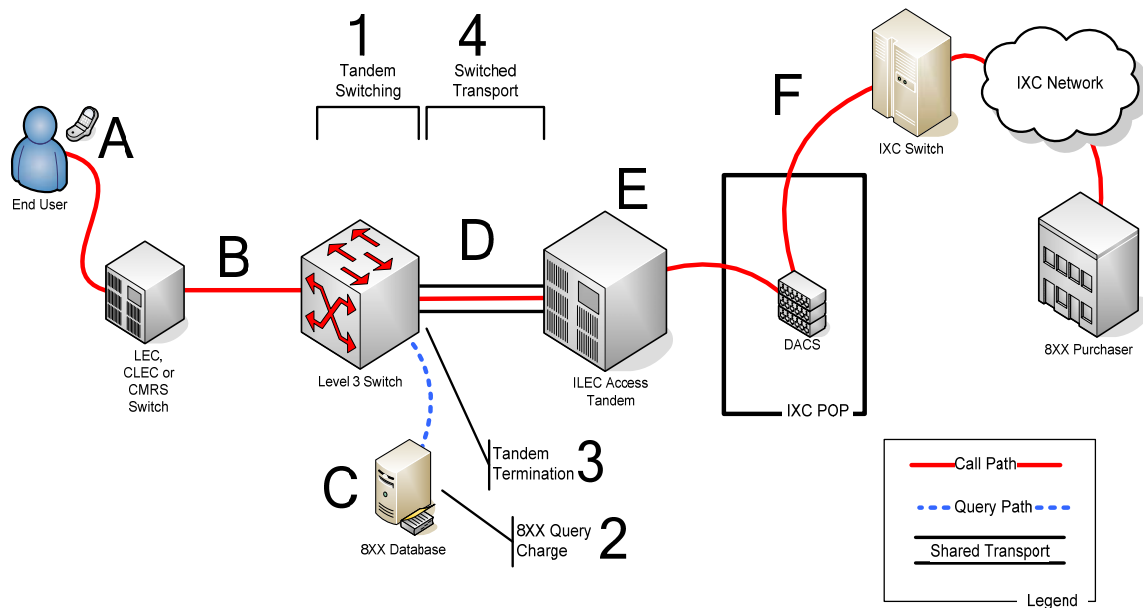 1
Tandem
Switching
4
Switched
Transport
A
End User
B
LEC,
CLEC or
CMRS
Switch
Level 3 Switch
C
8XX Database
D
E
ILEC Access
Tandem
Tandem
Termination
3
8XX Query
Charge
2
F
DACS
IXC POP
IXC Switch
IXC Network
8XX Purchaser
Call Path
Query Path
Shared Transport
Legend